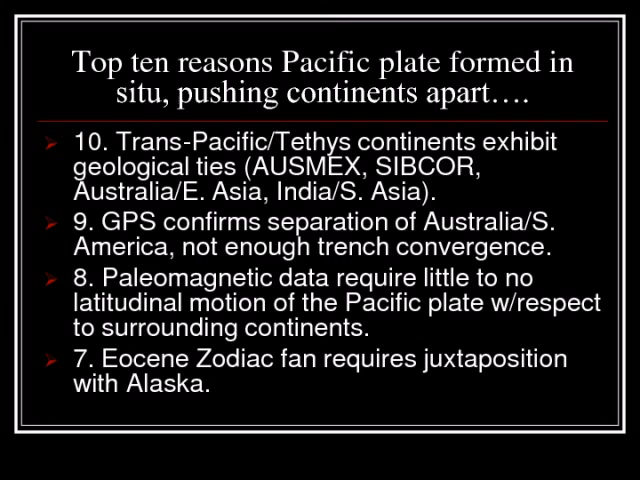 Top ten reasons Pacific plate formed in
situ, pushing continents apart….
10. Trans-Pacific/Tethys continents exhibit
geological ties (AUSMEX, SIBCOR,
Australia/E. Asia, India/S. Asia).
9. GPS confirms separation of Australia/S.
America, not enough trench convergence.
8. Paleomagnetic data require little to no
latitudinal motion of the Pacific plate w/respect
to surrounding continents.
7. Eocene Zodiac fan requires juxtaposition
with Alaska.